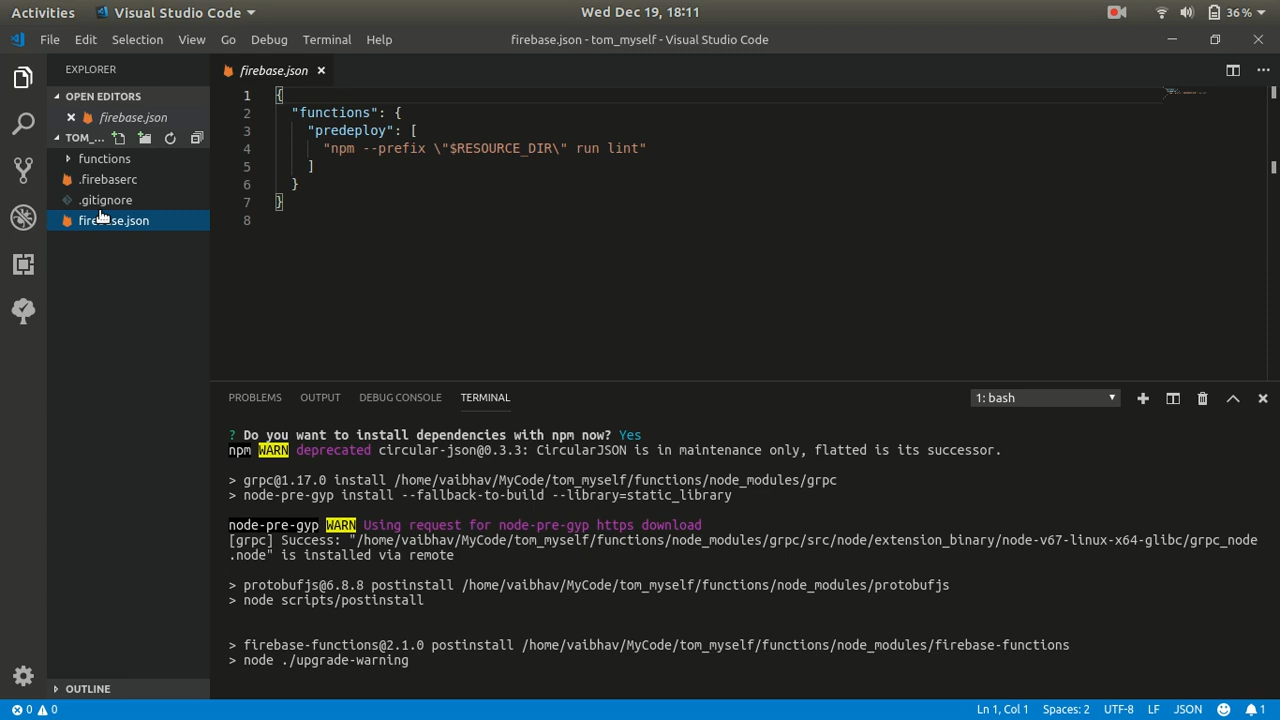 Activities
Visual Studio Code
Wed Dec 19, 18:11
36%
File Edit Selection View Go Debug Terminal Help
firebase.json - tom_myself - Visual Studio Code
EXPLORER
OPEN EDITORS
firebase.json
TOM_...
functions
.firebaserc
.gitignore
firebase.json
OUTLINE
firebase.json
1 {
2 "functions": {
3 "predeploy": [
4 "npm --prefix \"$RESOURCE_DIR\" run lint"
5 ]
6 }
7 }
8
PROBLEMS OUTPUT DEBUG CONSOLE TERMINAL
1: bash
? Do you want to install dependencies with npm now? Yes
npm WARN deprecated circular-json@0.3.3: CircularJSON is in maintenance only, flatted is its successor.
> grpc@1.17.0 install /home/vaibhav/MyCode/tom_myself/functions/node_modules/grpc
> node-pre-gyp install --fallback-to-build --library=static_library
node-pre-gyp WARN Using request for node-pre-gyp https download
[grpc] Success: "/home/vaibhav/MyCode/tom_myself/functions/node_modules/grpc/src/node/extension_binary/node-v67-linux-x64-glibc/grpc_node
.node" is installed via remote
> protobufjs@6.8.8 postinstall /home/vaibhav/MyCode/tom_myself/functions/node_modules/protobufjs
> node scripts/postinstall
> firebase-functions@2.1.0 postinstall /home/vaibhav/MyCode/tom_myself/functions/node_modules/firebase-functions
> node ./upgrade-warning
0 0
Ln 1, Col 1 Spaces: 2 UTF-8 LF JSON 1